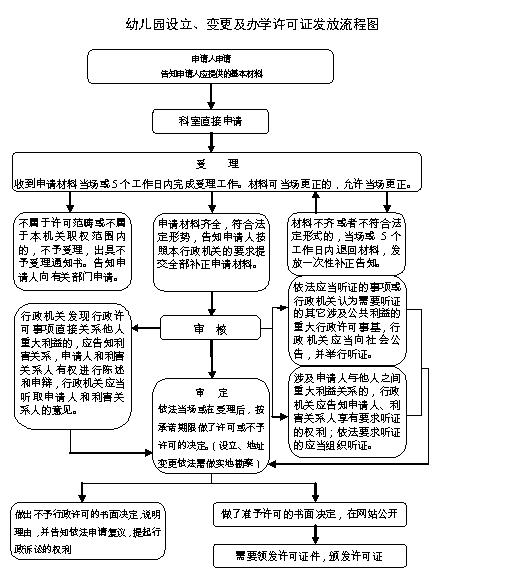 幼儿园设立、变更及办学许可证发放流程图
申请人申请
告知申请人应提供的基本材料
科室直接申请
受 理
收到申请材料当场或5个工作日内完成受理工作。材料可当场更正的，允许当场更正。
不属于许可范畴或不属
于本机关职权范围内
的，不予受理，出具不
予受理通知书。告知申
请人向有关部门申请。
申请材料齐全，符合法
定形势，告知申请人按
照本行政机关的要求提
交全部补正申请材料。
材料不齐或者不符合法
定形式的，当场或 5 个
工作日内退回材料，发
放一次性补正告知。
行政机关发现行政许
可事项直接关系他人
重大利益的，应告知利
害关系，申请人和利害
关系人有权进行陈述
和申辩，行政机关应当
听取申请人和利害关
系人的意见。
审 核
依法应当听证的事项或
行政机关认为需要听证
的其它涉及公共利益的
重大行政许可事基，行
政机关应当向社会公
告，并举行听证。
审 定
依法当场或在受理后，按
承诺期限做了许可或不予
许可的决定。（设立、地址
变更依法需做实地勘察）
涉及申请人与他人之间
重大利益关系的，行政
机关应告知申请人、利
害关系人享有要求听证
的权利；依法要求听证
的应当组织听证。
做出不予行政许可的书面决定，说明
理由，并告知依法申请复议，提起行
政诉讼的权利
做了准予许可的书面决定，在网站公开
需要领发许可证件，颁发许可证